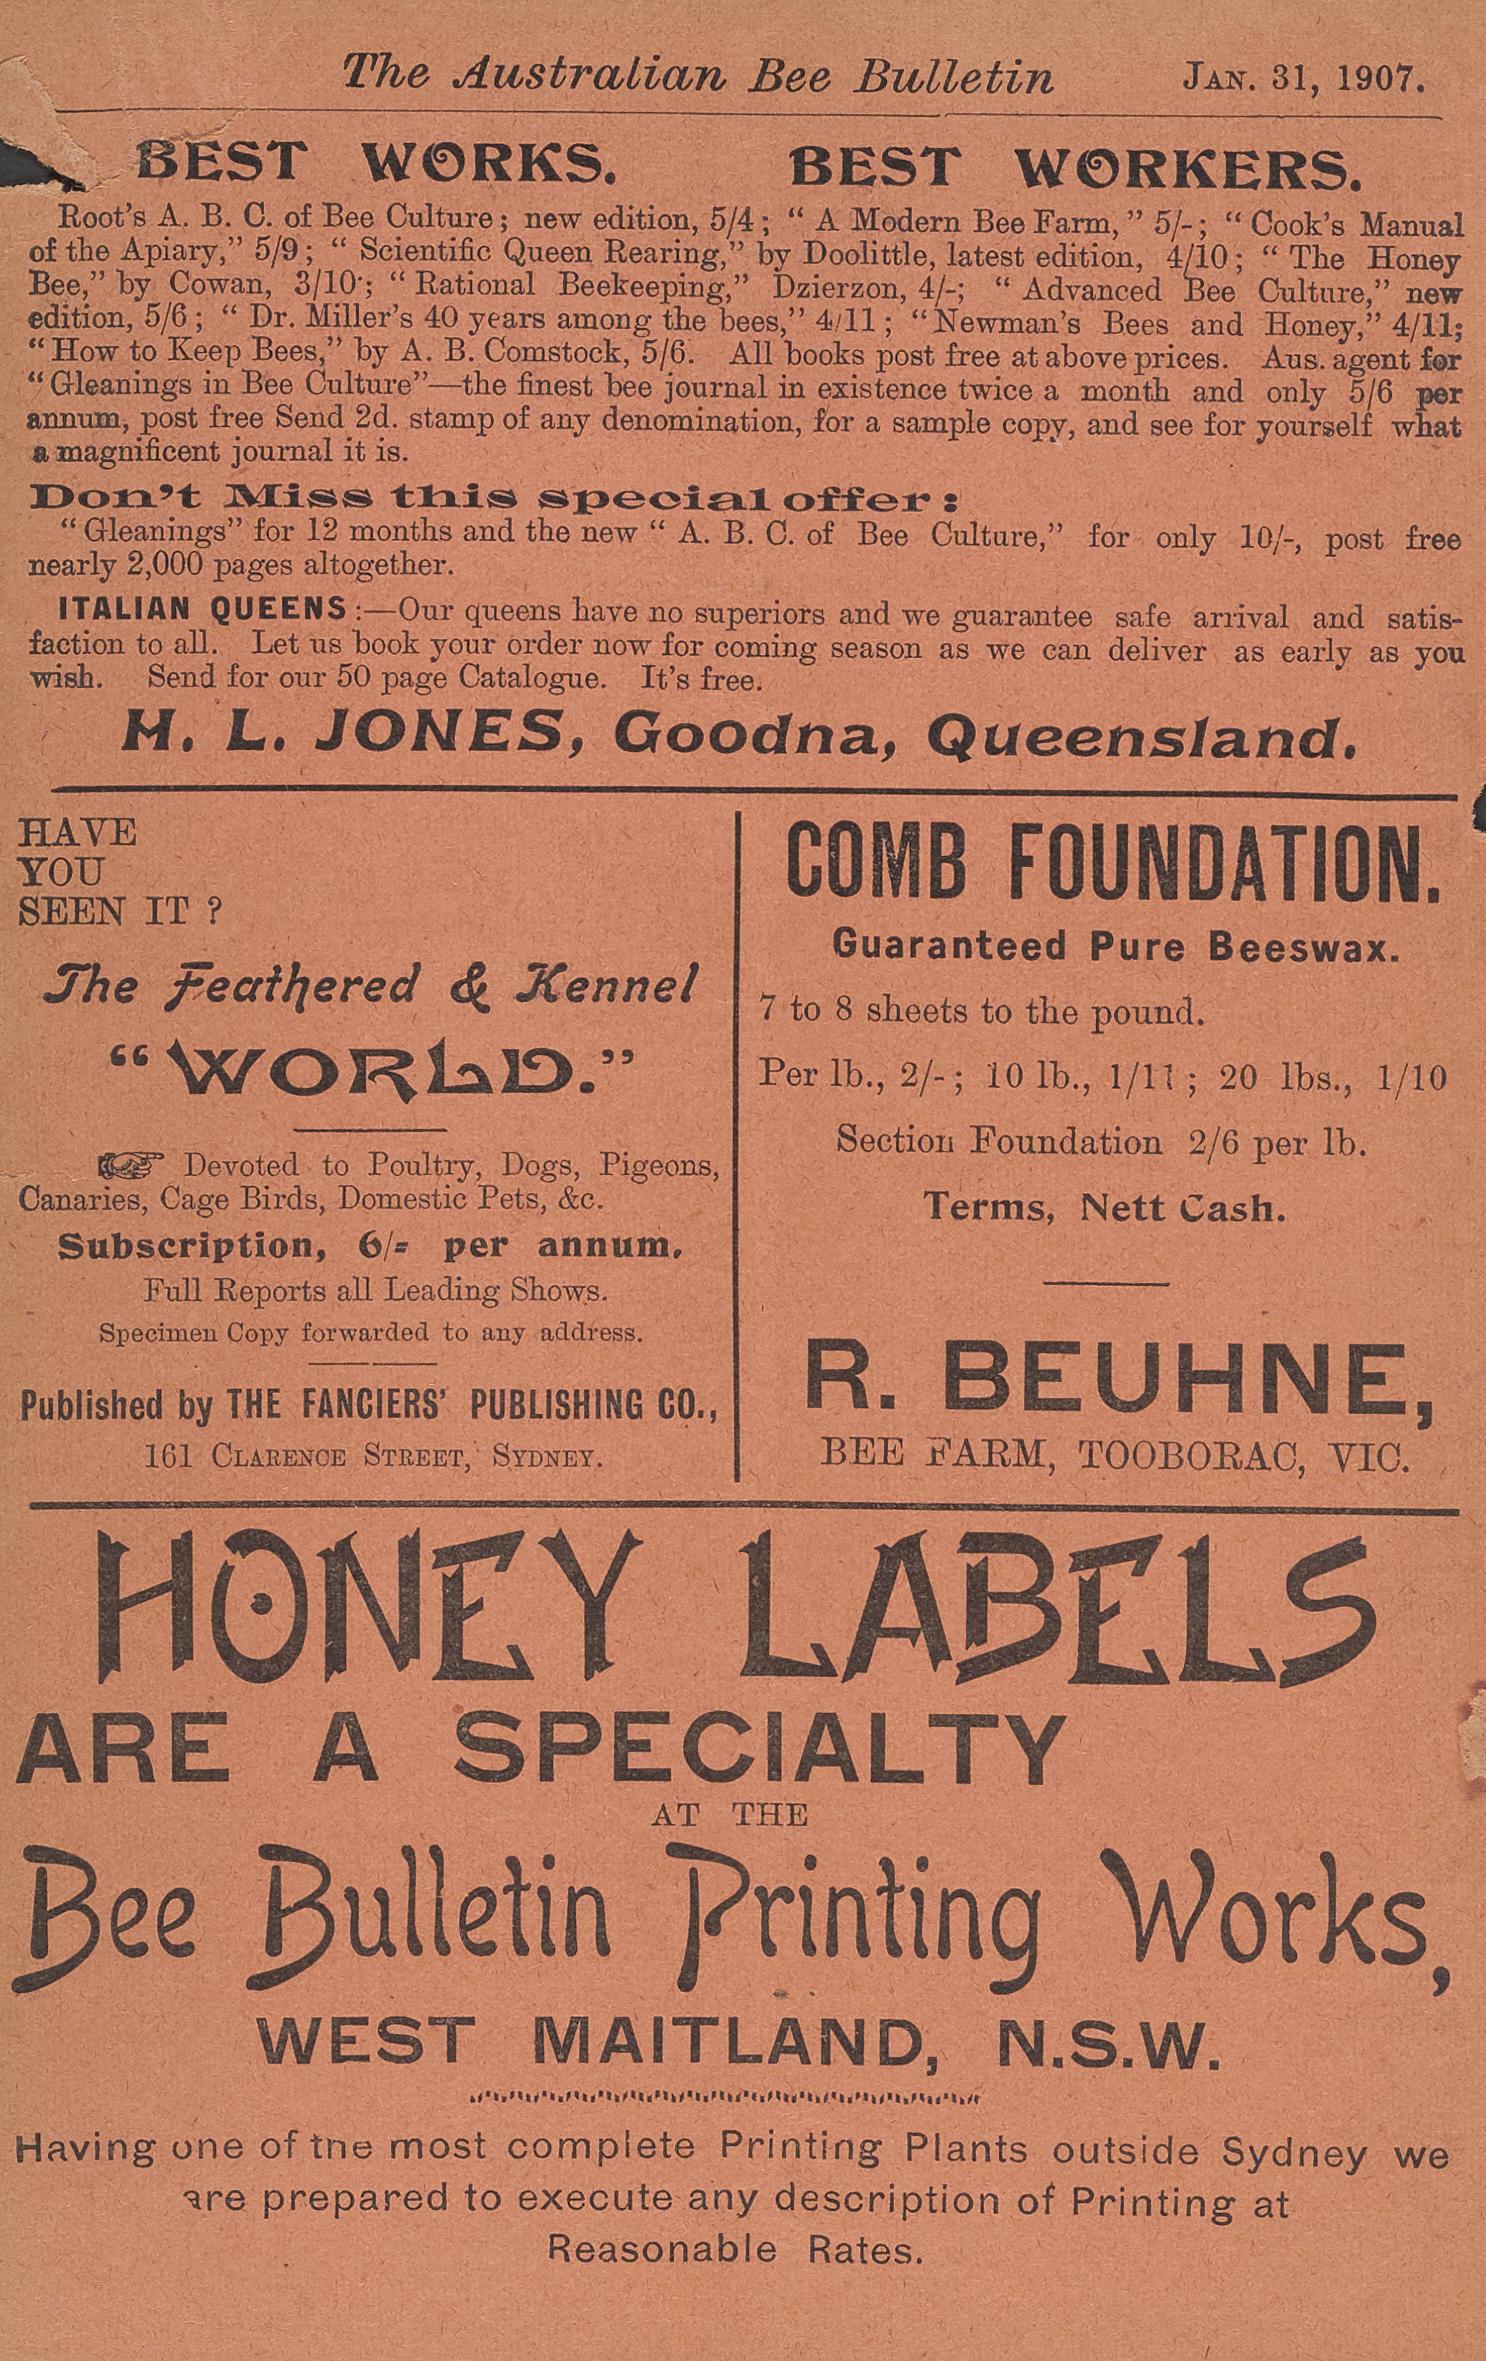 The Australian Bee Bulletin JAN. 31, 1907.
BEST WORKS. BEST WORKERS.
Root's A. B. C. of Bee Culture; new edition, 5/4; "A Modern Bee Farm," 5/-; "Cook's Manual
of the Apiary," 5/9; "Scientific Queen Rearing," by Doolittle, latest edition, 4/10; "The Honey
Bee," by Cowan, 3/10; "Rational Beekeeping," Dzierzon, 4/-; "Advanced Bee Culture," new
edition, 5/6; "Dr. Miller's 40 years among the bees," 4/11; "Newman's Bees and Honey," 4/11;
"How to Keep Bees," by A. B. Comstock, 5/6. All books post free at above prices. Aus. agent for
"Gleanings in Bee Culture"—the finest bee journal in existence twice a month and only 5/6 per
annum, post free Send 2d. stamp of any denomination, for a sample copy, and see for yourself what
a magnificent journal it is.
Don't Miss this special offer:
"Gleanings" for 12 months and the new "A. B. C. of Bee Culture," for only 10/-, post free
nearly 2,000 pages altogether.
ITALIAN QUEENS:—Our queens have no superiors and we guarantee safe arrival and satis-
faction to all. Let us book your order now for coming season as we can deliver as early as you
wish. Send for our 50 page Catalogue. It's free.
H. L. JONES, Goodna, Queensland.
HAVE
YOU
SEEN IT ?
The Feathered & Kennel
"WORLD."
Devoted to Poultry, Dogs, Pigeons,
Canaries, Cage Birds, Domestic Pets, &c.
Subscription, 6/= per annum.
Full Reports all Leading Shows.
Specimen Copy forwarded to any address.
Published by THE FANCIERS' PUBLISHING CO.,
161 CLARENCE STREET, SYDNEY.
COMB FOUNDATION.
Guaranteed Pure Beeswax.
7 to 8 sheets to the pound.
Per lb., 2/-; 10 lb., 1/11; 20 lbs., 1/10
Section Foundation 2/6 per lb.
Terms, Nett Cash.
R. BEUHNE,
BEE FARM, TOOBORAC, VIC.
HONEY LABELS
ARE A SPECIALTY
AT THE
Bee Bulletin Printing Works,
WEST MAITLAND, N.S.W.
Having one of the most complete Printing Plants outside Sydney we
are prepared to execute any description of Printing at
Reasonable Rates.